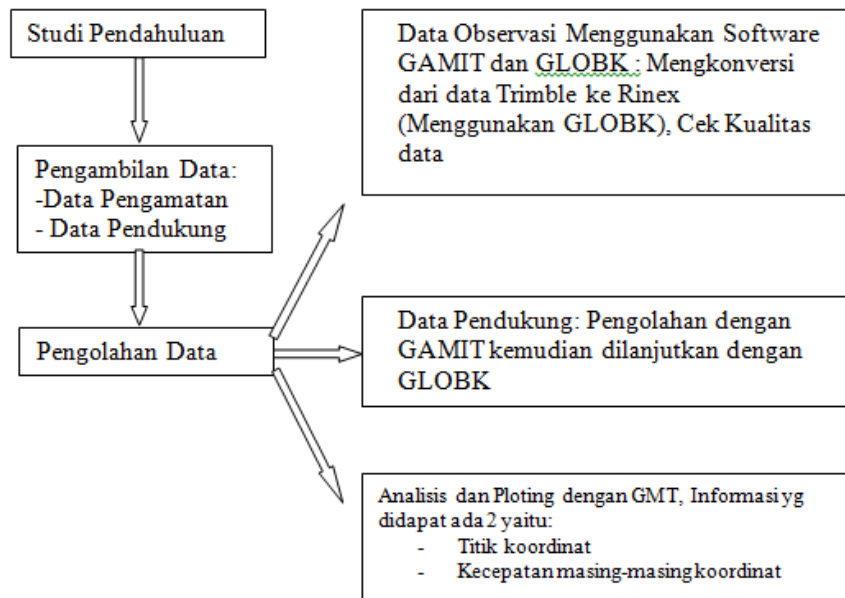 Studi Pendahuluan
Pengambilan Data:
-Data Pengamatan
- Data Pendukung
Pengolahan Data
Data Observasi Menggunakan Software
GAMIT dan GLOBK : Mengkonversi
dari data Trimble ke Rinex
(Menggunakan GLOBK), Cek Kualitas
data
Data Pendukung: Pengolahan dengan
GAMIT kemudian dilanjutkan dengan
GLOBK
Analisis dan Ploting dengan GMT, Informasi yg
didapat ada 2 yaitu:
- Titik koordinat
- Kecepatan masing-masing koordinat